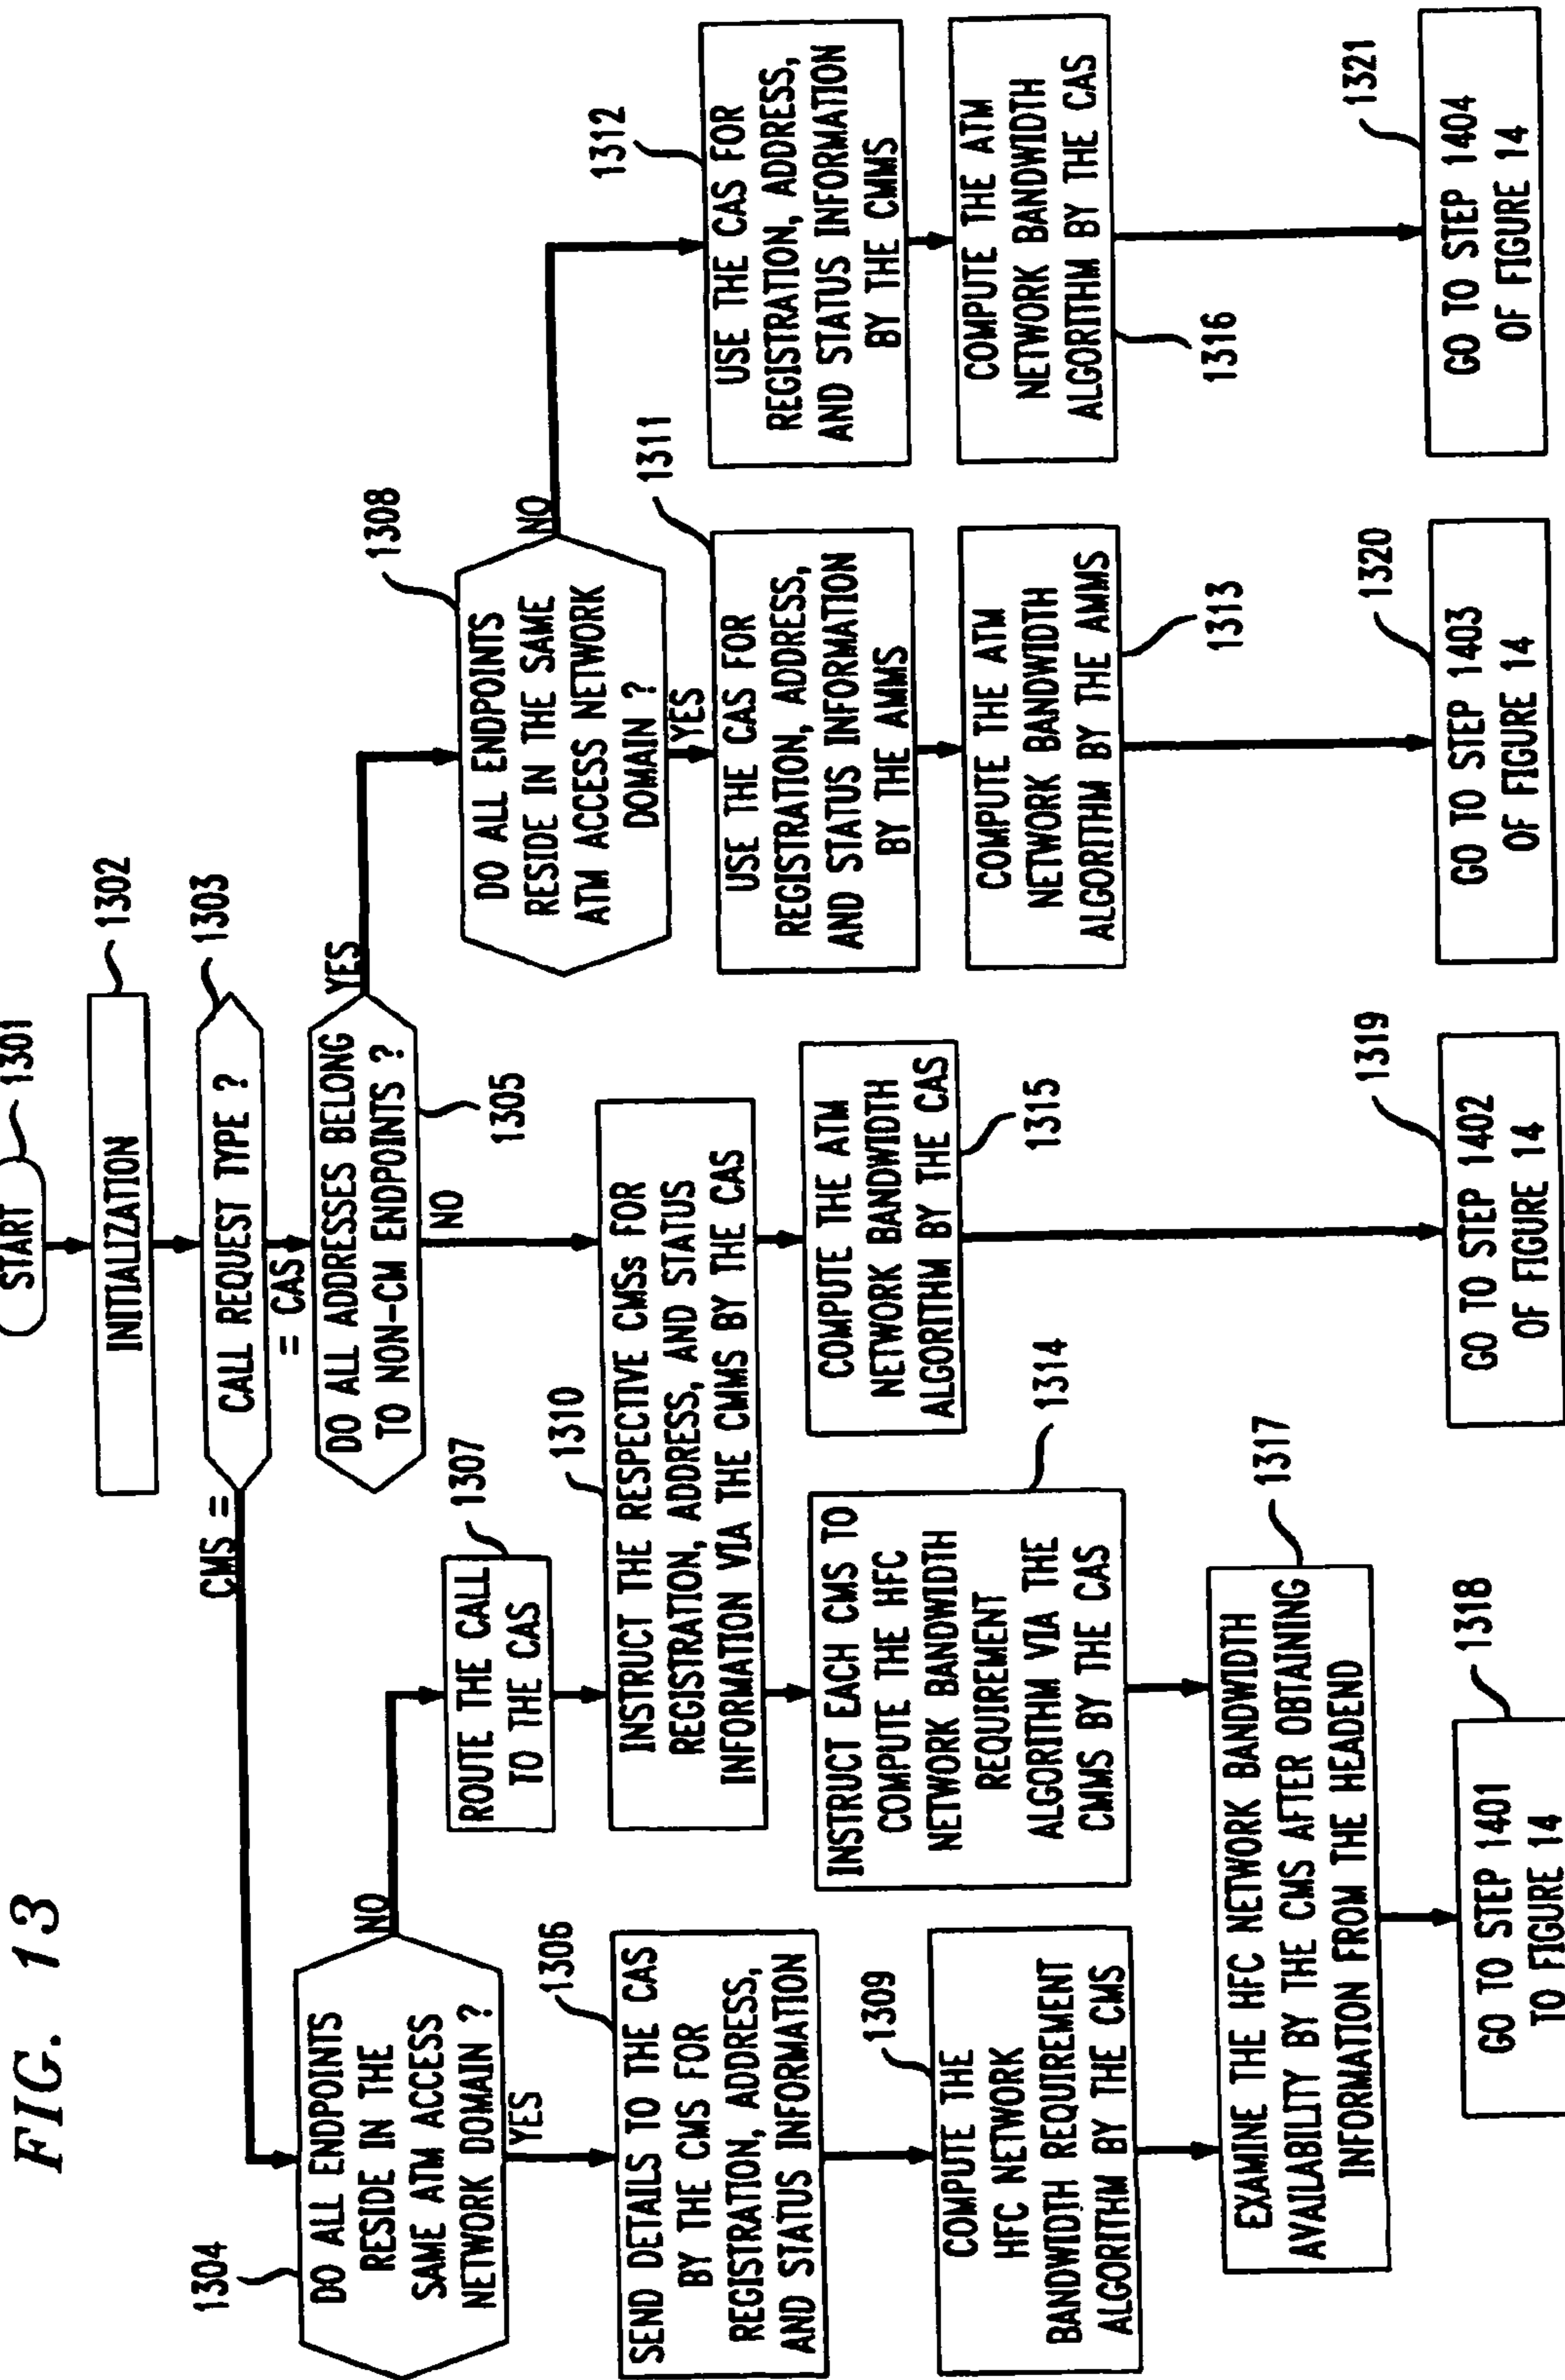 FIG. 13
START
1301
INITIALIZATION
1302
CALL REQUEST TYPE ?
1303
CMS =
= CAS
DO ALL ENDPOINTS
RESIDE IN THE
SAME ATM ACCESS
NETWORK DOMAIN ?
1304
NO
YES
DO ALL ADDRESSES BELONG
TO NON-CM ENDPOINTS ?
1305
YES
NO
SEND DETAILS TO THE CAS
BY THE CMS FOR
REGISTRATION, ADDRESS,
AND STATUS INFORMATION
1306
ROUTE THE CALL
TO THE CAS
1307
DO ALL ENDPOINTS
RESIDE IN THE SAME
ATM ACCESS NETWORK
DOMAIN ?
1308
NO
YES
COMPUTE THE
HFC NETWORK
BANDWIDTH REQUIREMENT
ALGORITHM BY THE CMS
1309
INSTRUCT THE RESPECTIVE CMSs FOR
REGISTRATION, ADDRESS, AND STATUS
INFORMATION VIA THE CMMS BY THE CAS
1310
USE THE CAS FOR
REGISTRATION, ADDRESS,
AND STATUS INFORMATION
BY THE AMMS
1311
USE THE CAS FOR
REGISTRATION, ADDRESS,
AND STATUS INFORMATION
BY THE CMMS
1312
COMPUTE THE ATM
NETWORK BANDWIDTH
ALGORITHM BY THE AMMS
1313
INSTRUCT EACH CMS TO
COMPUTE THE HFC
NETWORK BANDWIDTH
REQUIREMENT
ALGORITHM VIA THE
CMMS BY THE CAS
1314
COMPUTE THE ATM
NETWORK BANDWIDTH
ALGORITHM BY THE CAS
1315
COMPUTE THE ATM
NETWORK BANDWIDTH
ALGORITHM BY THE CAS
1316
EXAMINE THE HFC NETWORK BANDWIDTH
AVAILABILITY BY THE CMS AFTER OBTAINING
INFORMATION FROM THE HEADEND
1317
GO TO STEP 1401
TO FIGURE 14
1318
GO TO STEP 1402
OF FIGURE 14
1319
GO TO STEP 1403
OF FIGURE 14
1320
GO TO STEP 1404
OF FIGURE 14
1321